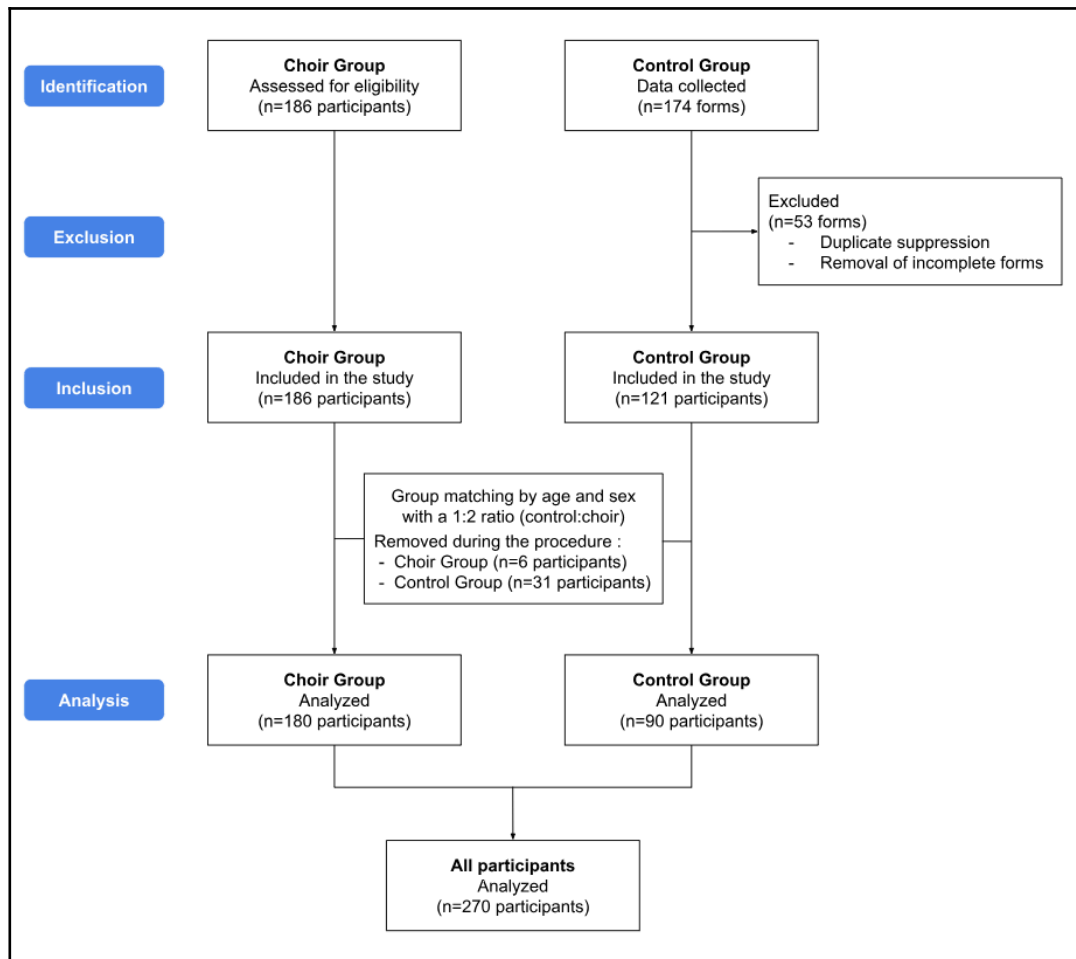 Identification
Choir Group
Assessed for eligibility
(n=186 participants)
Control Group
Data collected
(n=174 forms)
Exclusion
Excluded
(n=53 forms)
- Duplicate suppression
- Removal of incomplete forms
Inclusion
Choir Group
Included in the study
(n=186 participants)
Control Group
Included in the study
(n=121 participants)
Group matching by age and sex
with a 1:2 ratio (control:choir)
Removed during the procedure :
- Choir Group (n=6 participants)
- Control Group (n=31 participants)
Analysis
Choir Group
Analyzed
(n=180 participants)
Control Group
Analyzed
(n=90 participants)
All participants
Analyzed
(n=270 participants)